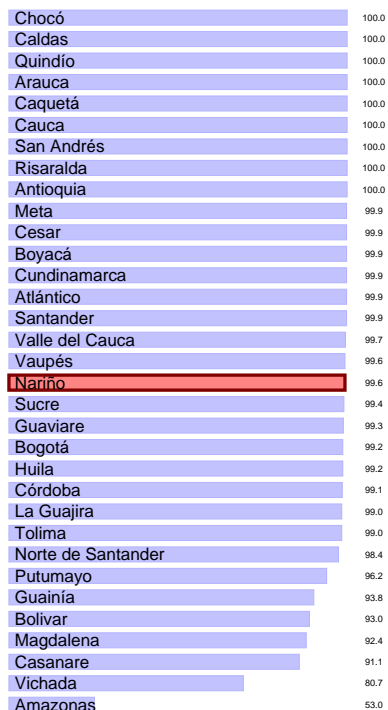 Chocó 100.0
Caldas 100.0
Quindío 100.0
Arauca 100.0
Caquetá 100.0
Cauca 100.0
San Andrés 100.0
Risaralda 100.0
Antioquia 100.0
Meta 99.9
Cesar 99.9
Boyacá 99.9
Cundinamarca 99.9
Atlántico 99.9
Santander 99.9
Valle del Cauca 99.7
Vaupés 99.6
Nariño 99.6
Sucre 99.4
Guaviare 99.3
Bogotá 99.2
Huila 99.2
Córdoba 99.1
La Guajira 99.0
Tolima 99.0
Norte de Santander 98.4
Putumayo 96.2
Guainía 93.8
Bolivar 93.0
Magdalena 92.4
Casanare 91.1
Vichada 80.7
Amazonas 53.0